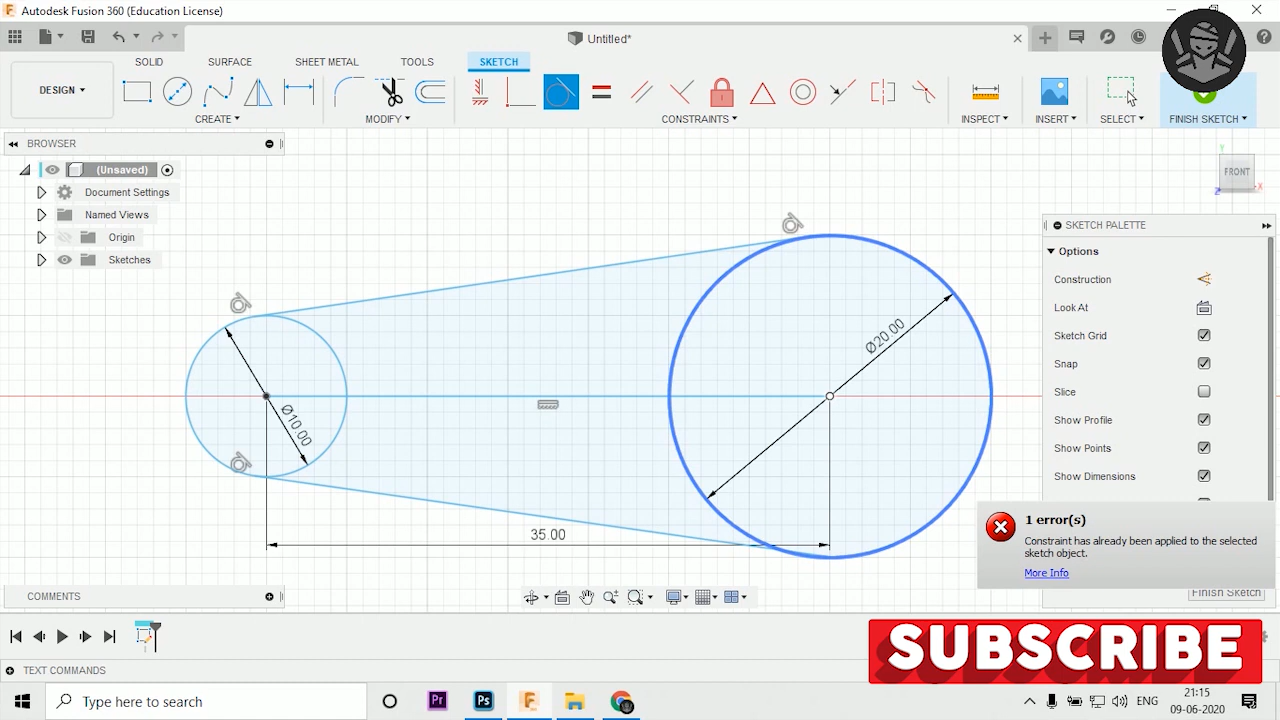 Autodesk Fusion 360 (Education License)
Untitled*
SOLID
SURFACE
SHEET METAL
TOOLS
SKETCH
DESIGN
CREATE
MODIFY
CONSTRAINTS
INSPECT
INSERT
SELECT
FINISH SKETCH
BROWSER
(Unsaved)
Document Settings
Named Views
Origin
Sketches
Y
FRONT
X
Z
SKETCH PALETTE
Options
Construction
Look At
Sketch Grid
Snap
Slice
Show Profile
Show Points
Show Dimensions
Ø20.00
Ø10.00
35.00
1 error(s)
Constraint has already been applied to the selected
sketch object.
More Info
Finish Sketch
COMMENTS
SUBSCRIBE
TEXT COMMANDS
Type here to search
Pr
Ps
F
ENG
21:15
09-06-2020